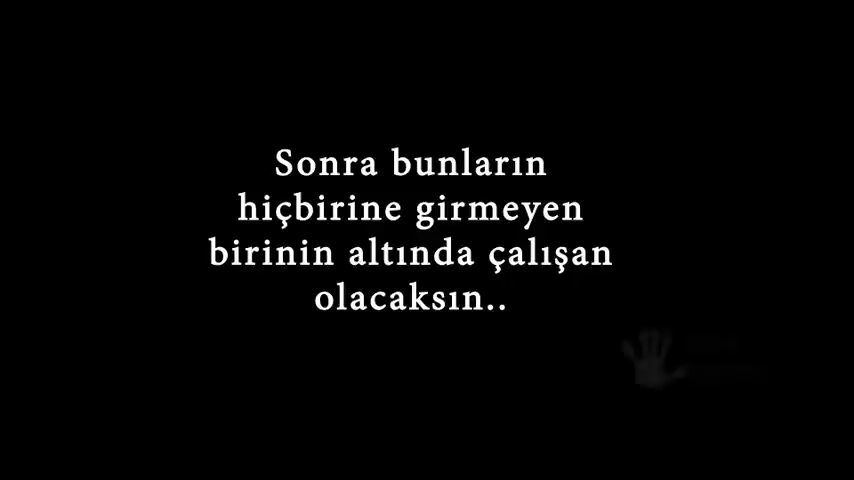 Sonra bunların
hiçbirine girmeyen
birinin altında çalışan
olacaksın..